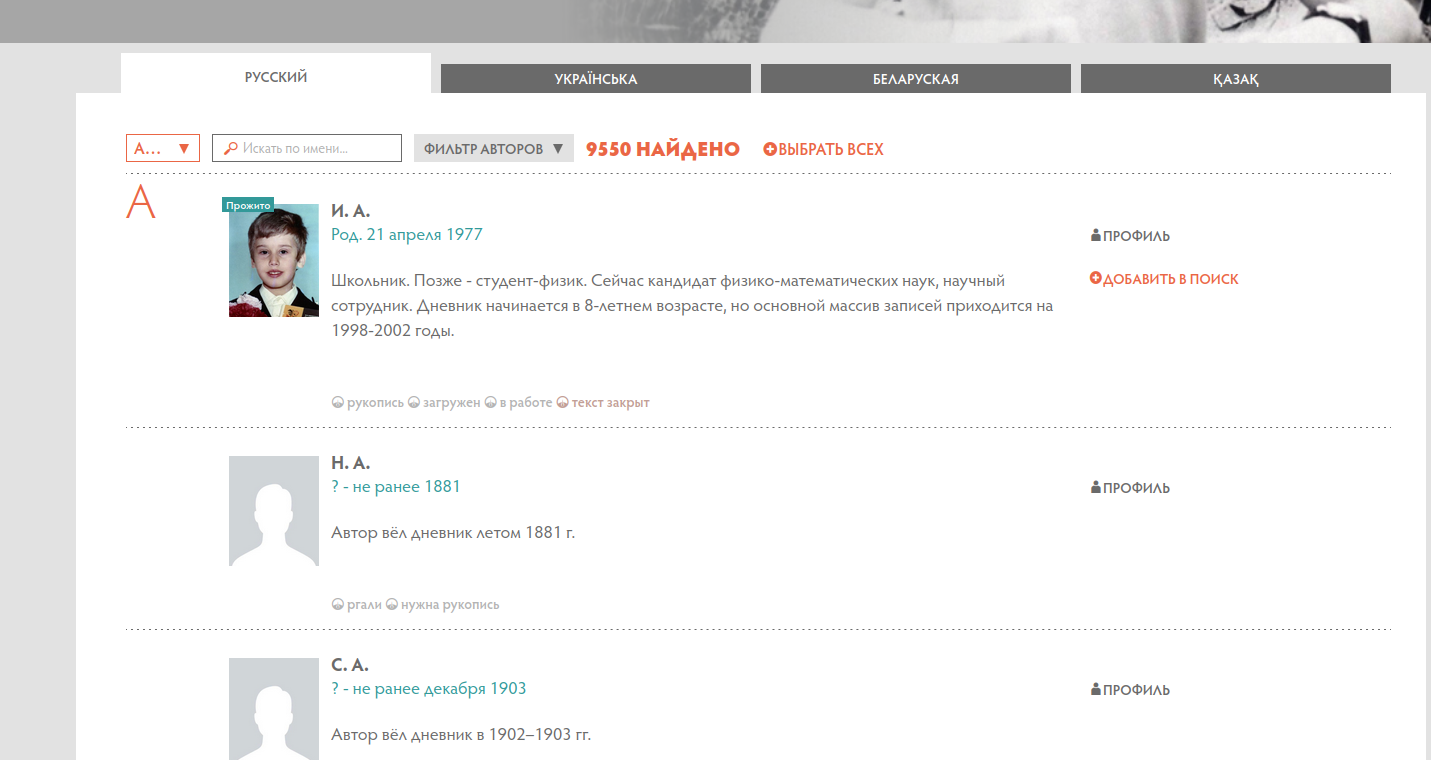 РУССКИЙ
УКРАЇНСЬКА
БЕЛАРУСКАЯ
ҚАЗАҚ
А... ▼
Искать по имени...
ФИЛЬТР АВТОРОВ ▼
9550 НАЙДЕНО
ВЫБРАТЬ ВСЕХ
А
Прожито
И. А.
Род. 21 апреля 1977
ПРОФИЛЬ
ДОБАВИТЬ В ПОИСК
Школьник. Позже - студент-физик. Сейчас кандидат физико-математических наук, научный
сотрудник. Дневник начинается в 8-летнем возрасте, но основной массив записей приходится на
1998-2002 годы.
рукопись загружен в работе текст закрыт
Н. А.
? - не ранее 1881
ПРОФИЛЬ
Автор вёл дневник летом 1881 г.
ргали нужна рукопись
С. А.
? - не ранее декабря 1903
ПРОФИЛЬ
Автор вёл дневник в 1902–1903 гг.